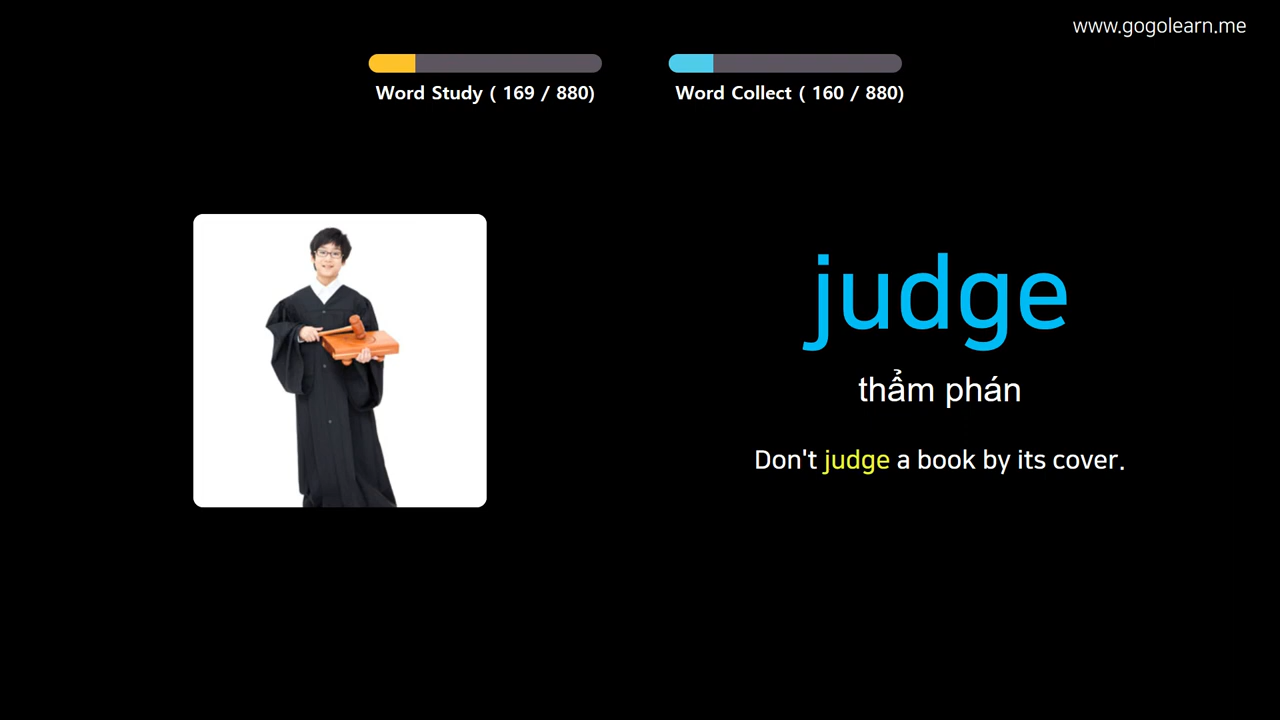 www.gogolearn.me
Word Study ( 169 / 880)
Word Collect ( 160 / 880)
judge
thẩm phán
Don't judge a book by its cover.